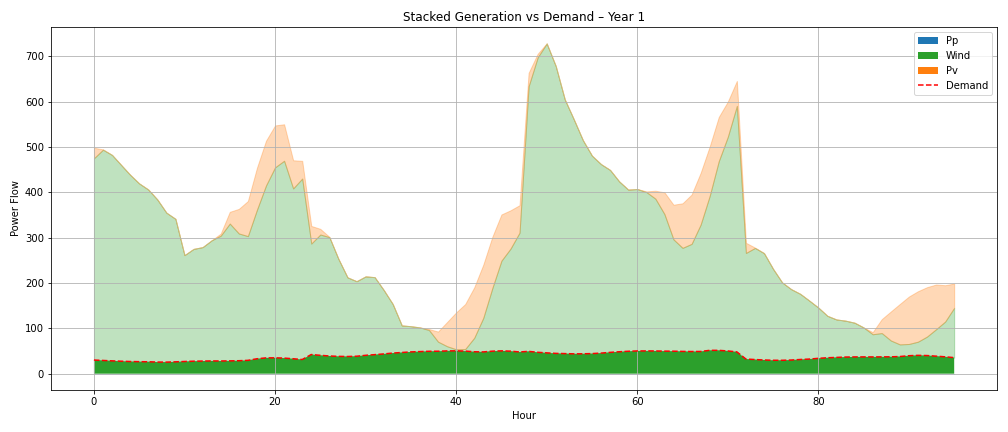 Stacked Generation vs Demand – Year 1
Power Flow
700
600
500
400
300
200
100
0
0 20 40 60 80
Hour
Pp
Wind
Pv
Demand